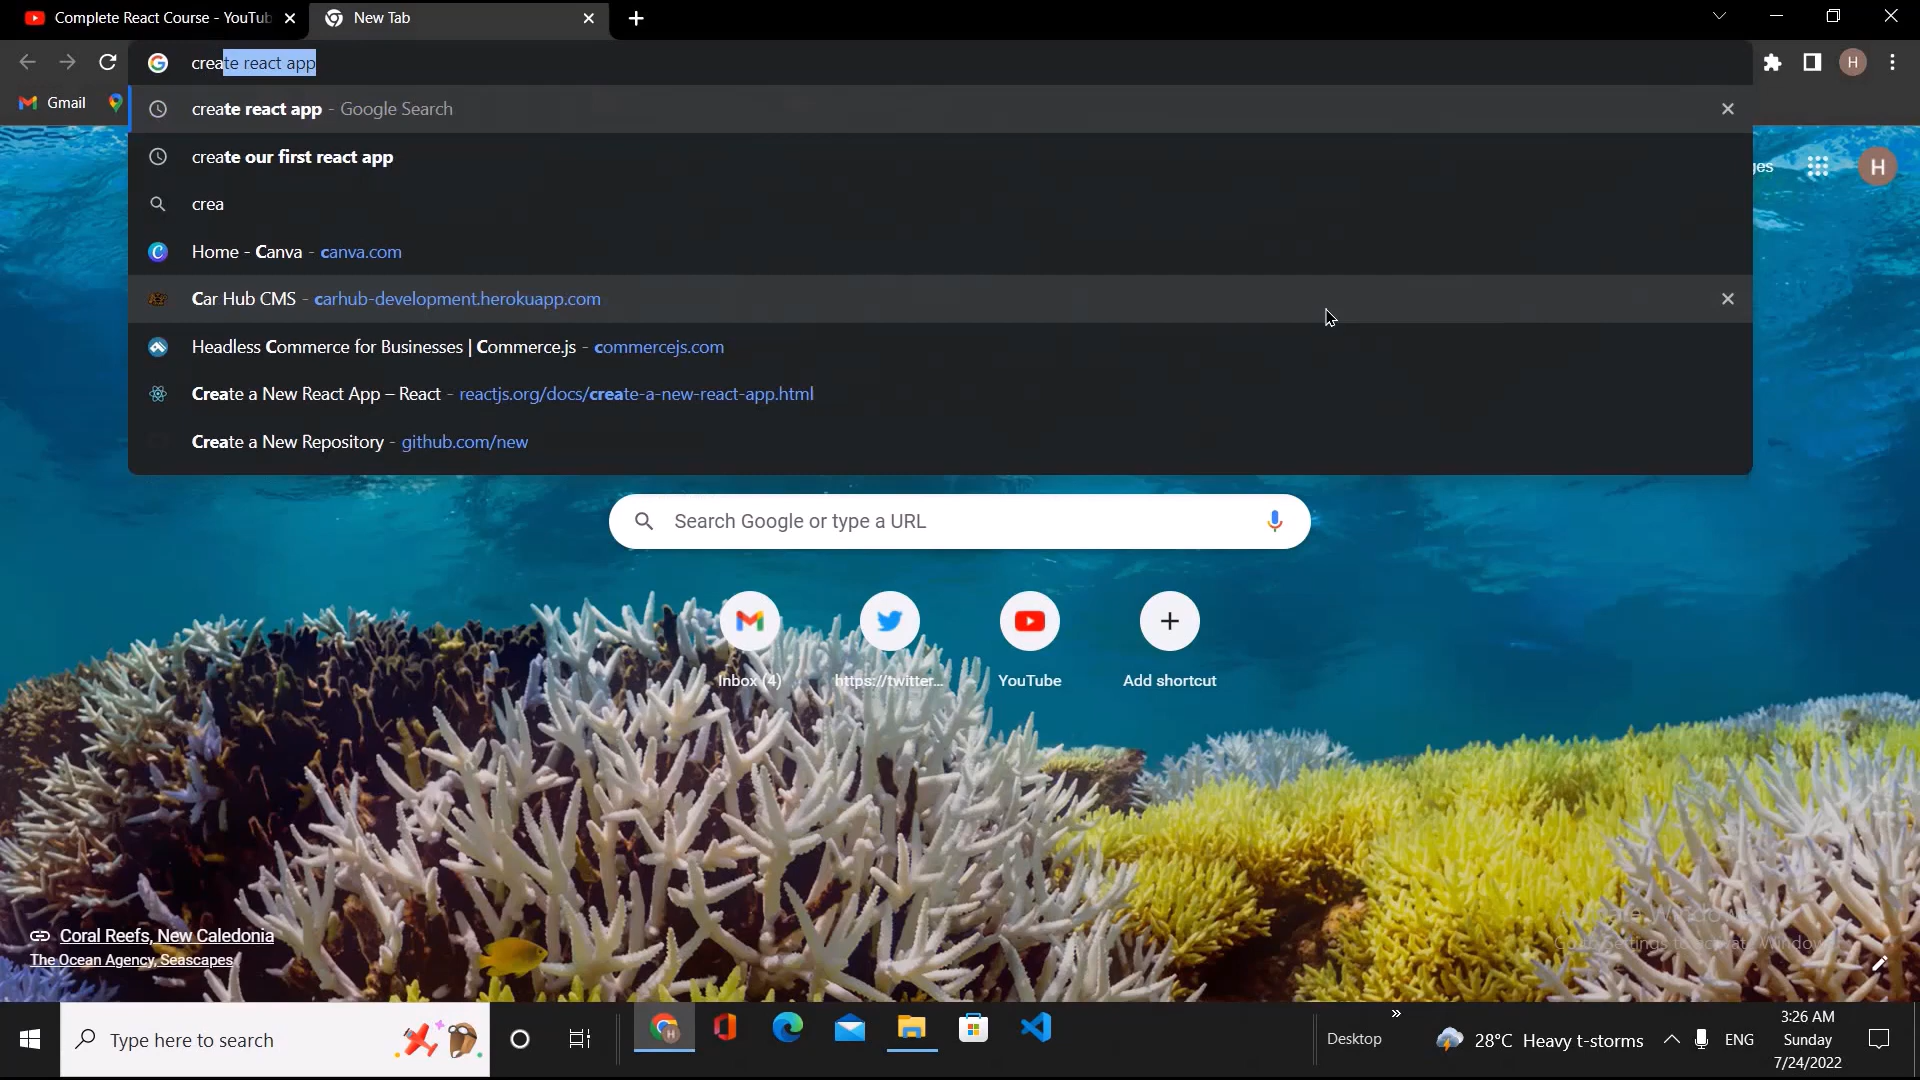 Complete React Course - YouTub
New Tab
create react app
Gmail
create react app - Google Search
create our first react app
crea
Home - Canva - canva.com
Car Hub CMS - carhub-development.herokuapp.com
Headless Commerce for Businesses | Commerce.js - commercejs.com
Create a New React App – React - reactjs.org/docs/create-a-new-react-app.html
Create a New Repository - github.com/new
H
H
Search Google or type a URL
Inbox (4)
https://twitter...
YouTube
Add shortcut
Coral Reefs, New Caledonia
The Ocean Agency, Seascapes
Type here to search
Desktop
28°C Heavy t-storms
ENG
3:26 AM
Sunday
7/24/2022